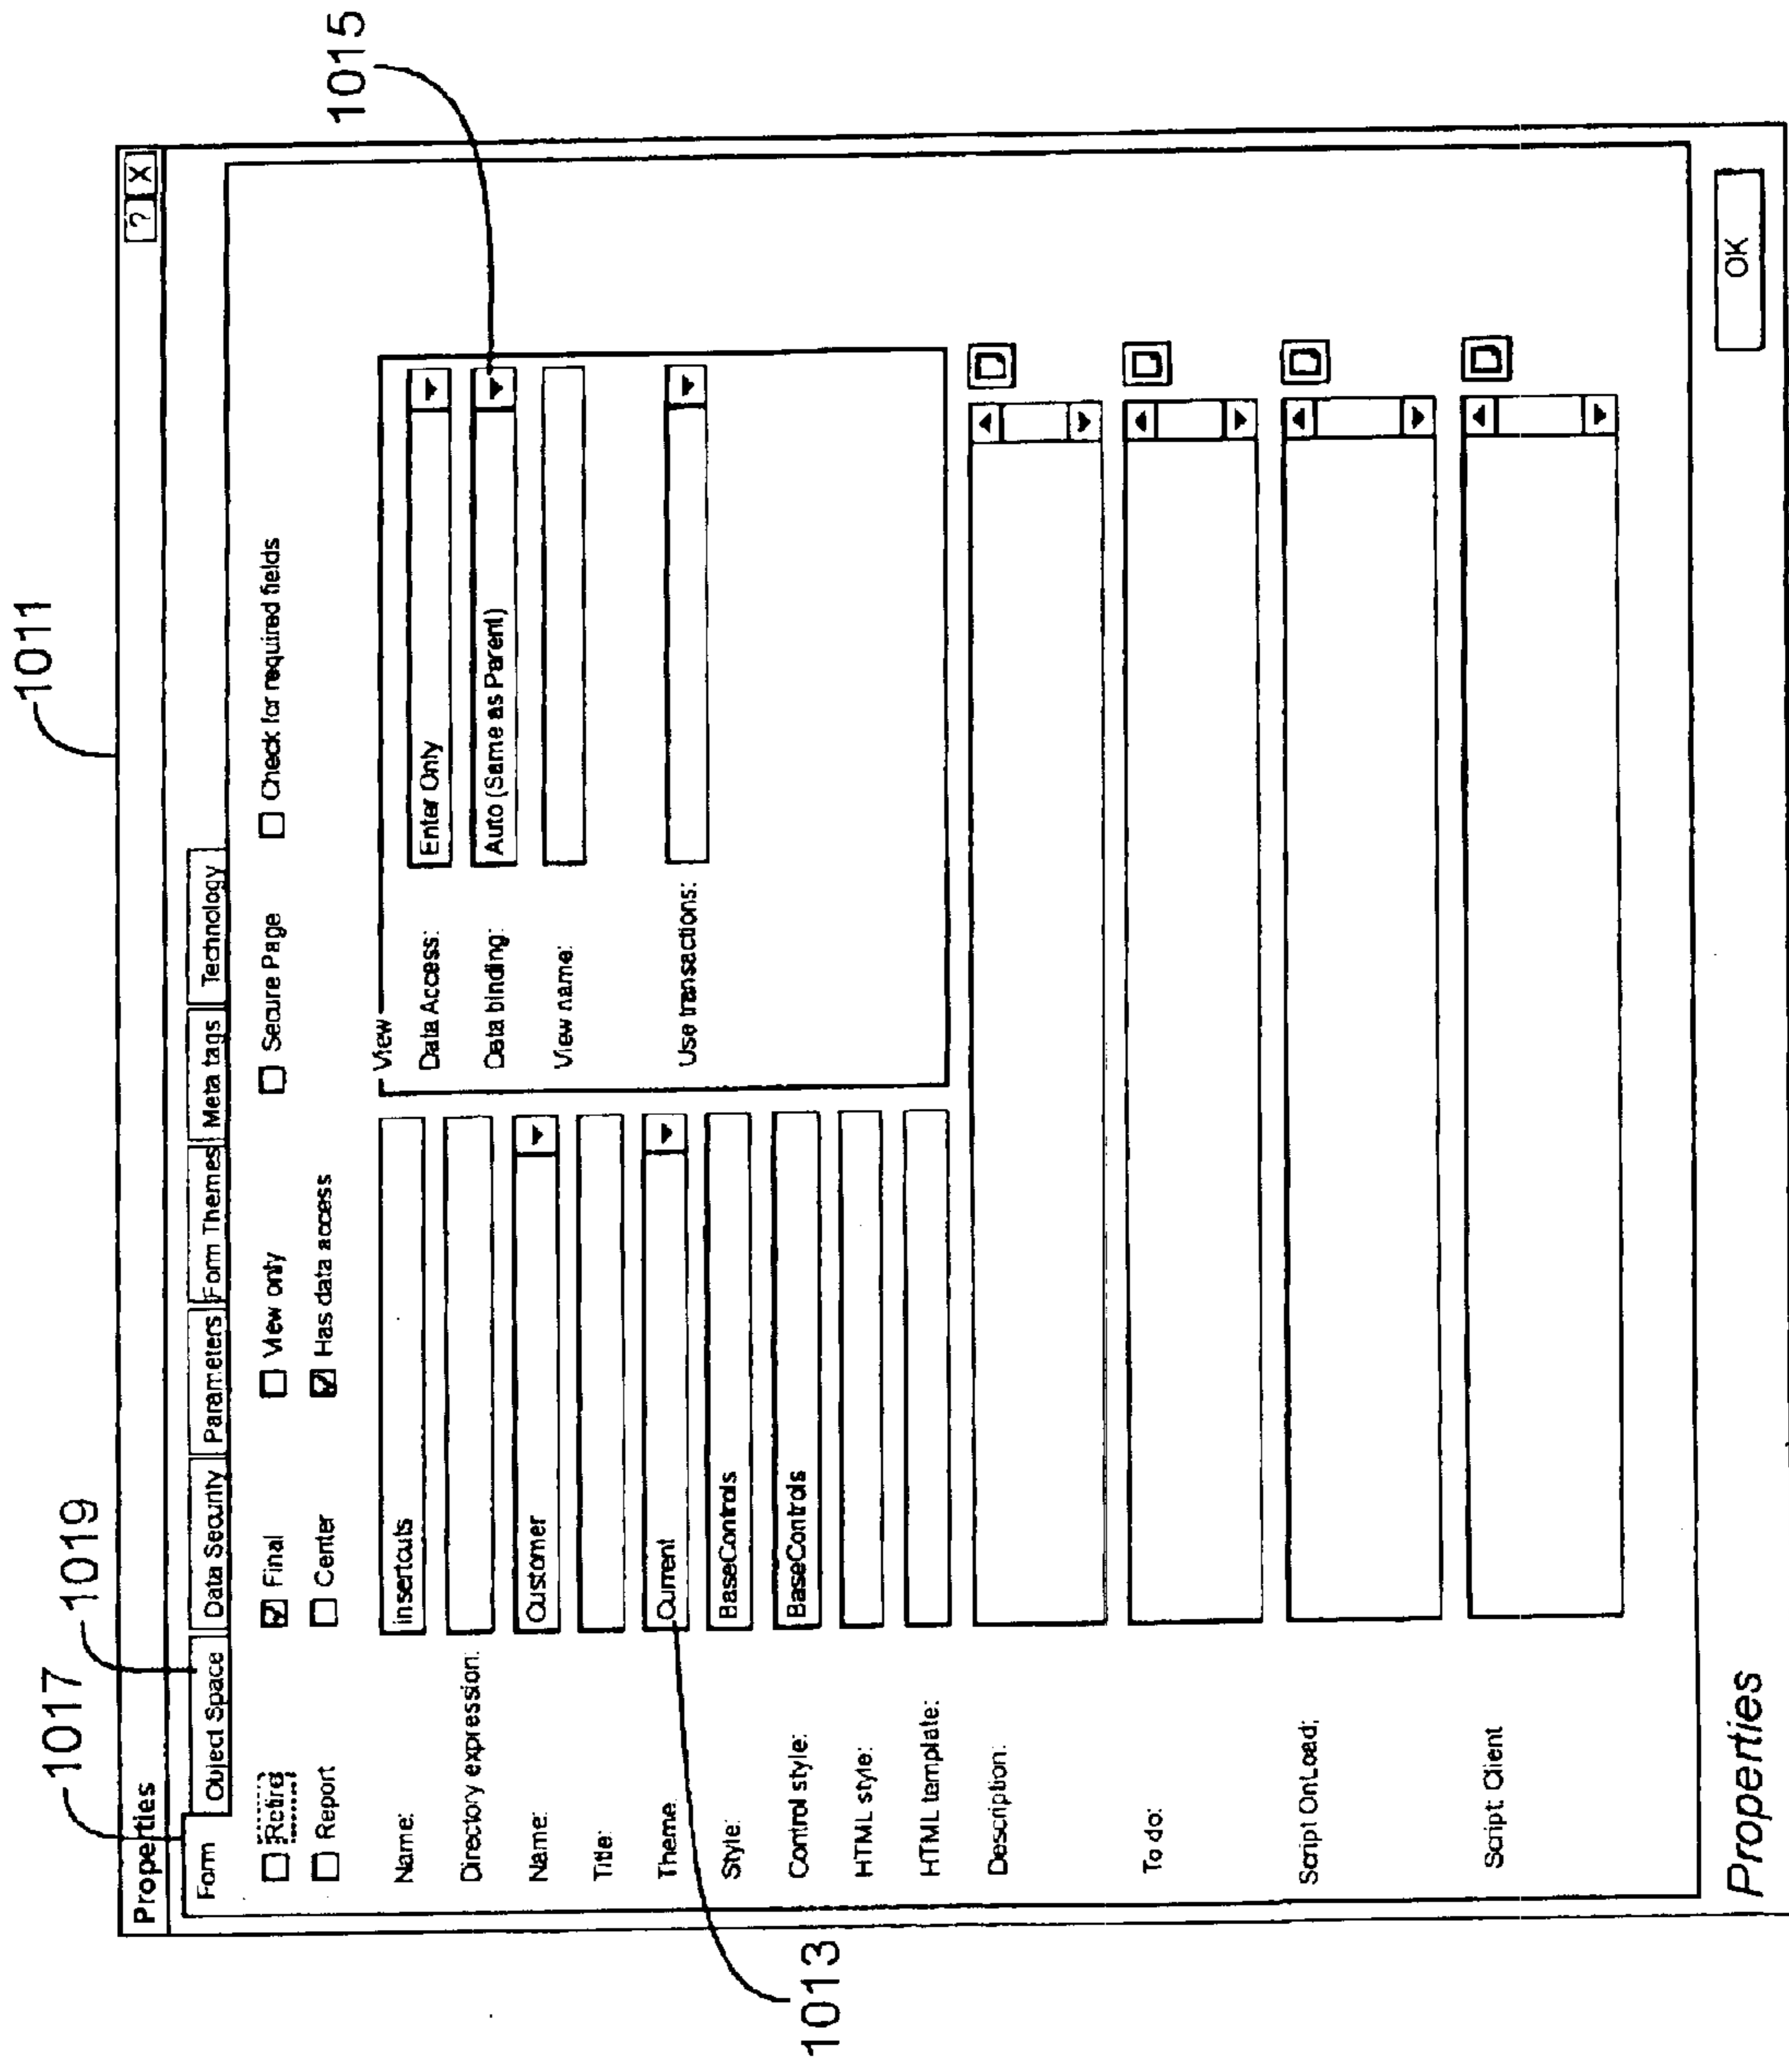 1011
1017
1019
1015
1013
Properties
? X
Form Object Space Data Security Parameters Form Themes Meta tags Technology
Retire Final View only Secure Page Check for required fields
Report Center Has data access
Name: insertcuts
Directory expression:
Name: Customer
Title:
Theme: Current
Style: BaseControls
Control style: BaseControls
HTML style:
HTML template:
View
Data Access: Enter Only
Data binding: Auto (Same as Parent)
View name:
Use transactions:
Description:
To do:
Script OnLoad;
Script: Client
OK
Properties